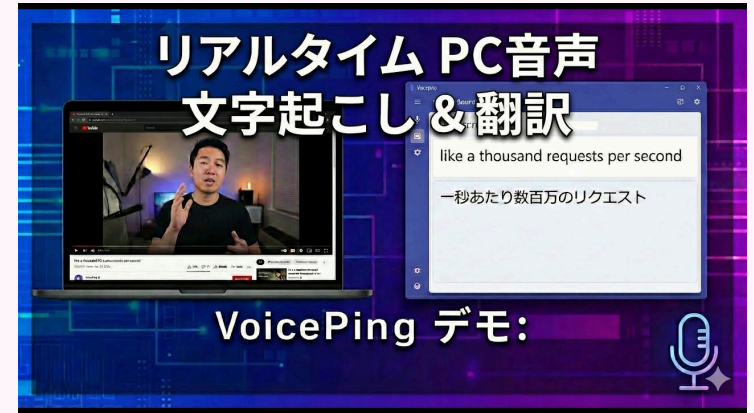 リアルタイム PC音声
文字起こし & 翻訳
VoicePing
YouTube
like a thousand requests per second
一秒あたり数百万のリクエスト
VoicePing デモ: